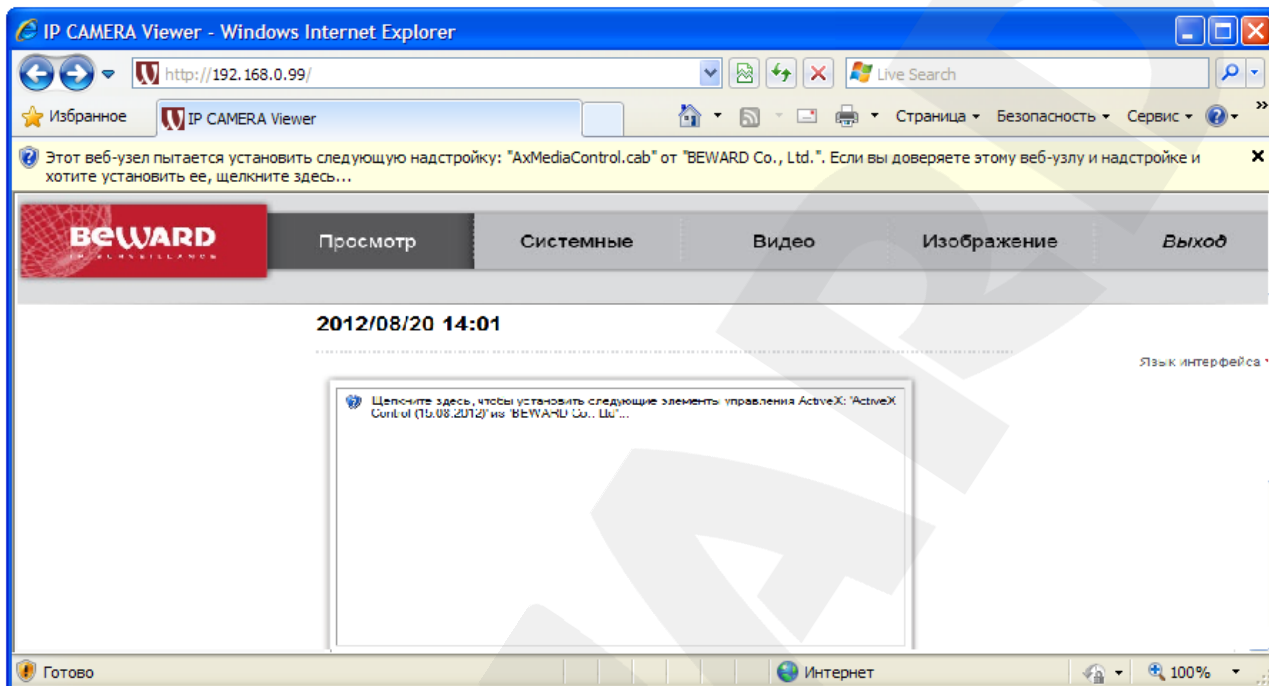 IP CAMERA Viewer - Windows Internet Explorer
http://192.168.0.99/
Live Search
Избранное
IP CAMERA Viewer
Страница
Безопасность
Сервис
»
Этот веб-узел пытается установить следующую надстройку: "AxMediaControl.cab" от "BEWARD Co., Ltd.". Если вы доверяете этому веб-узлу и надстройке и
хотите установить ее, щелкните здесь...
BEWARD
Просмотр
Системные
Видео
Изображение
Выход
2012/08/20 14:01
Язык интерфейса
Щелкните здесь, чтобы установить следующие элементы управления ActiveX: "ActiveX
Control (15.08.2012)" из "BEWARD Co., Ltd"...
Готово
Интернет
100%